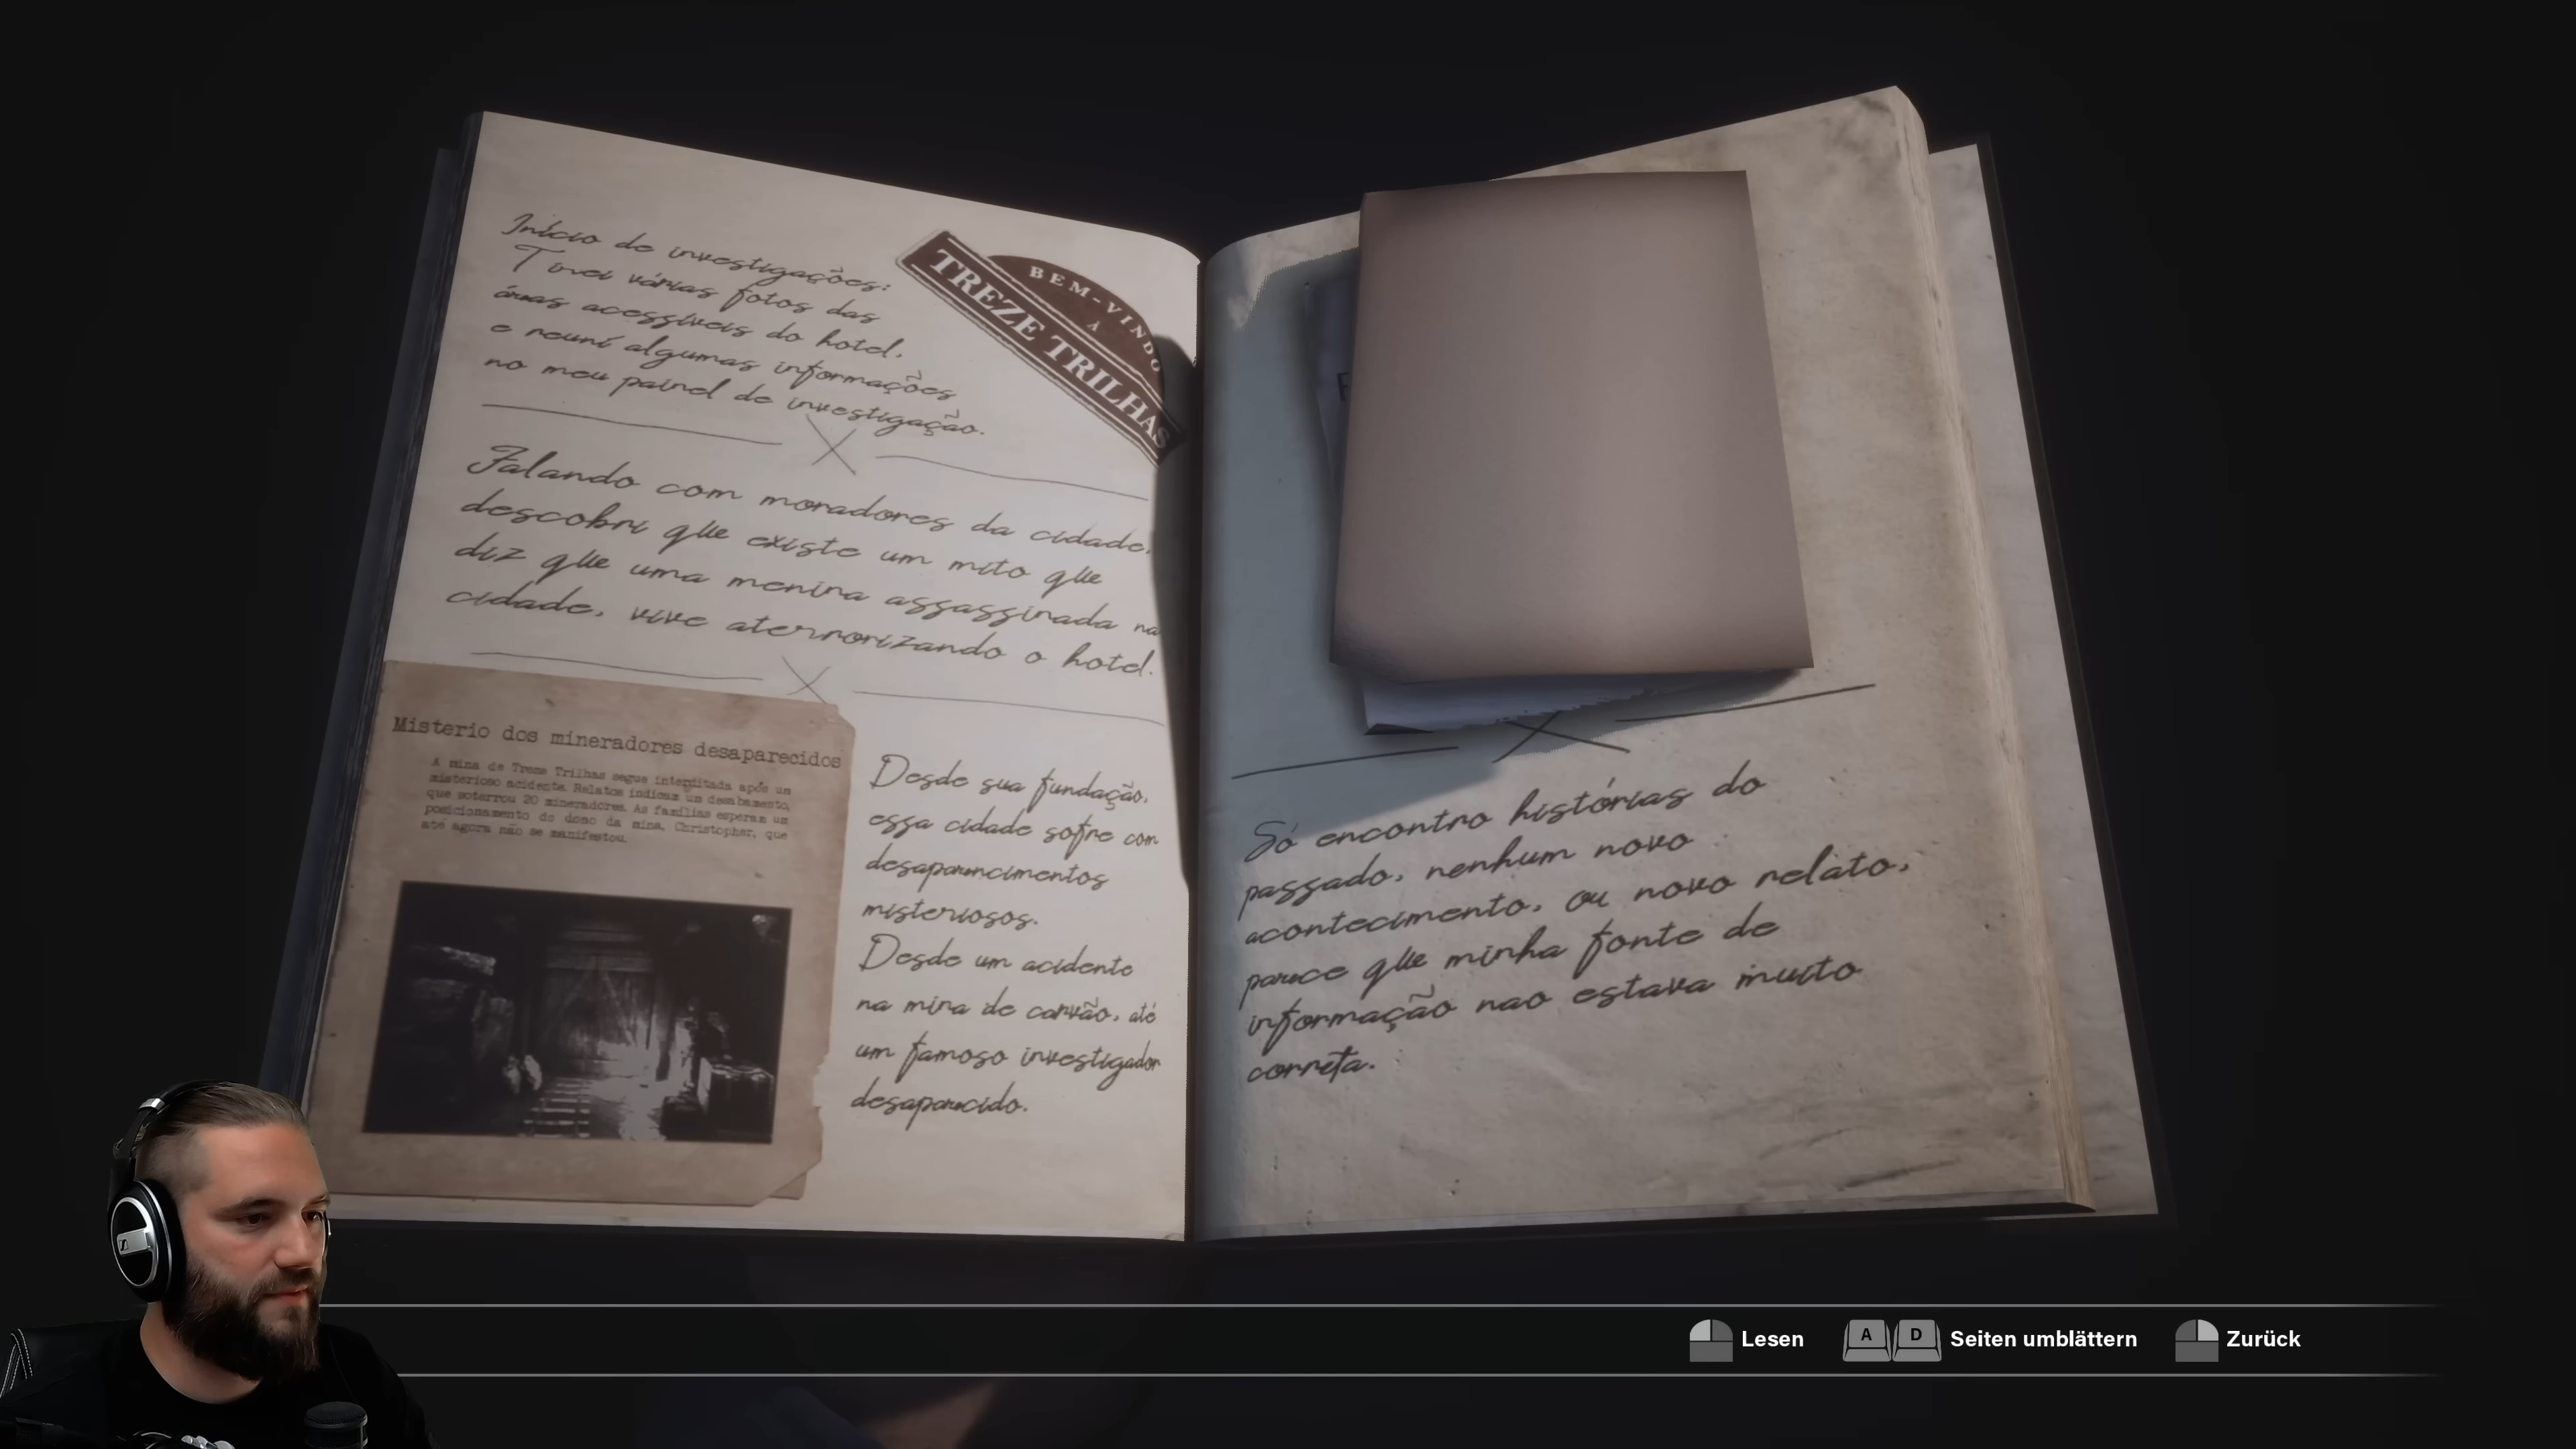 Início de investigações:
Tirei várias fotos das
áreas acessíveis do hotel,
e reuní algumas informações
no meu painel de investigação.
BEM-VINDO
À
TREZE TRILHAS
Falando com moradores da cidade,
descobri que existe um mito que
diz que uma menina assassinada na
cidade, vive aterrorizando o hotel.
Misterio dos mineradores desaparecidos
A mina de Treze Trilhas segue interditada após um
misterioso acidente. Relatos indicam um desabamento,
que soterrou 20 mineradores. As famílias esperam um
posicionamento do dono da mina, Christopher, que
até agora não se manifestou.
Desde sua fundação,
essa cidade sofre com
desaparecimentos
misteriosos.
Desde um acidente
na mina de carvão, até
um famoso investigador
desaparecido.
Só encontro histórias do
passado, nenhum novo
acontecimento, ou novo relato,
parece que minha fonte de
informação nao estava muito
correta.
A D
Lesen
Seiten umblättern
Zurück